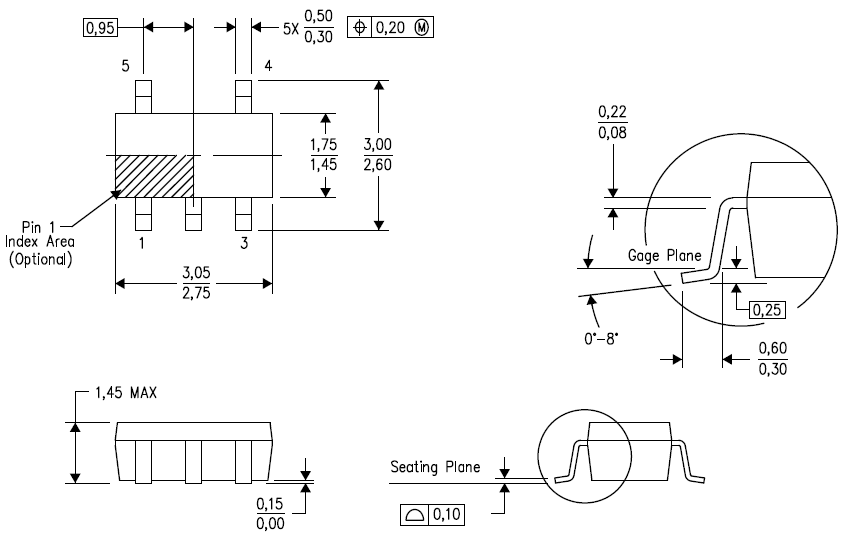 0,95
5X 0,50
0,30
⌖ 0,20 Ⓜ
5
4
1,75
1,45
3,00
2,60
Pin 1
Index Area
(Optional)
1
3
3,05
2,75
0,22
0,08
Gage Plane
0,25
0°-8°
0,60
0,30
1,45 MAX
0,15
0,00
Seating Plane
⌓ 0,10